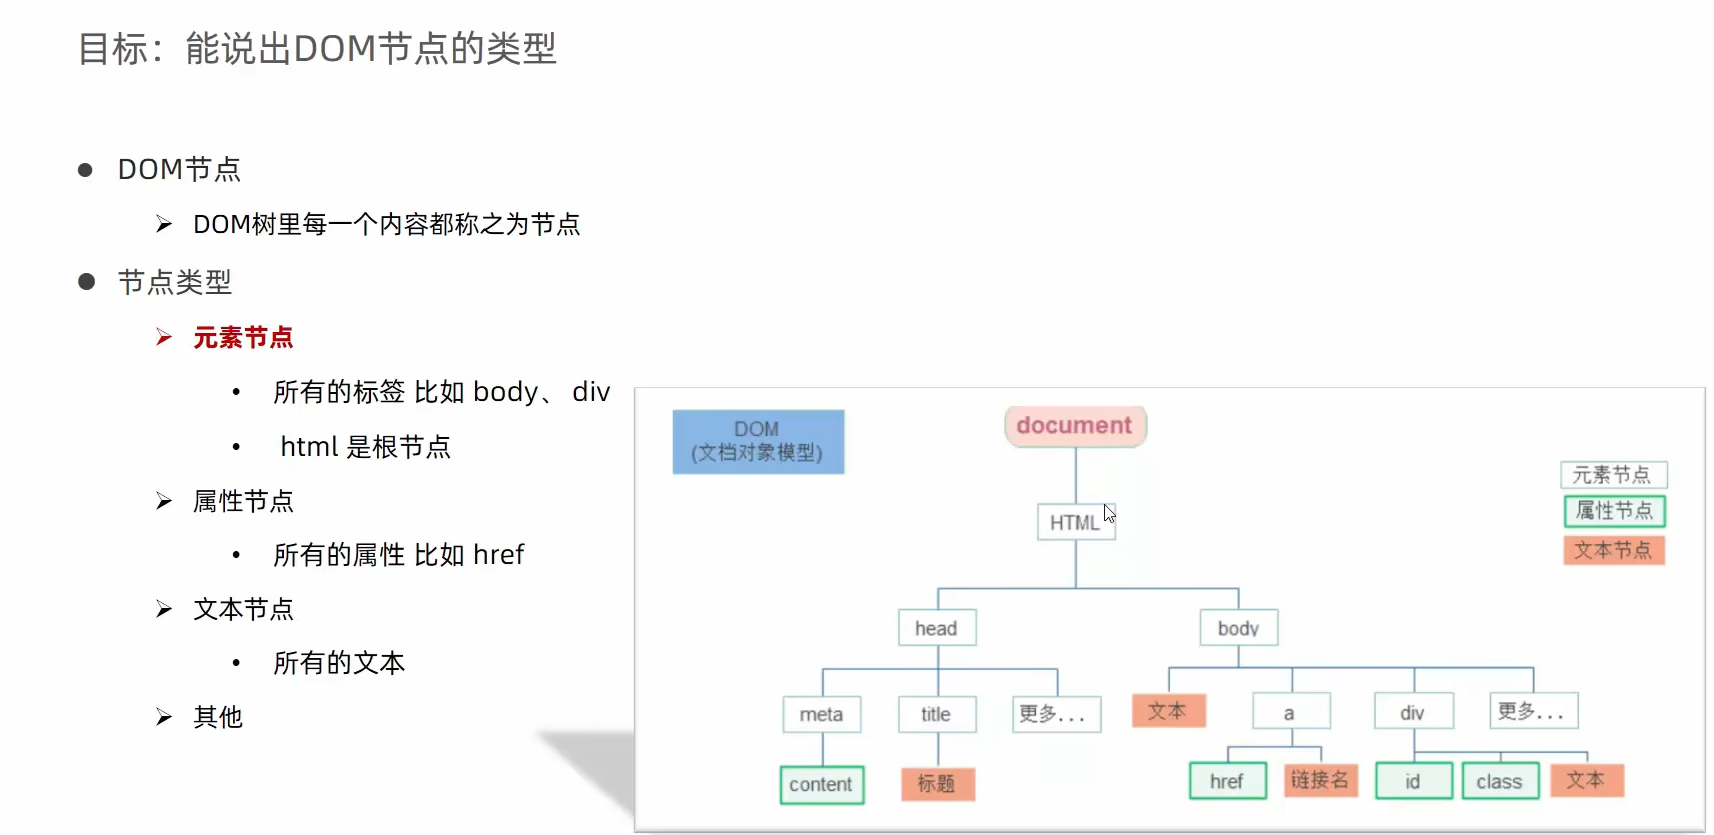 目标：能说出DOM节点的类型
DOM节点
DOM树里每一个内容都称之为节点
节点类型
元素节点
所有的标签 比如 body、 div
html 是根节点
属性节点
所有的属性 比如 href
文本节点
所有的文本
其他
DOM
(文档对象模型)
document
元素节点
属性节点
文本节点
HTML
head
body
meta
title
更多...
文本
a
div
更多...
content
标题
href
链接名
id
class
文本